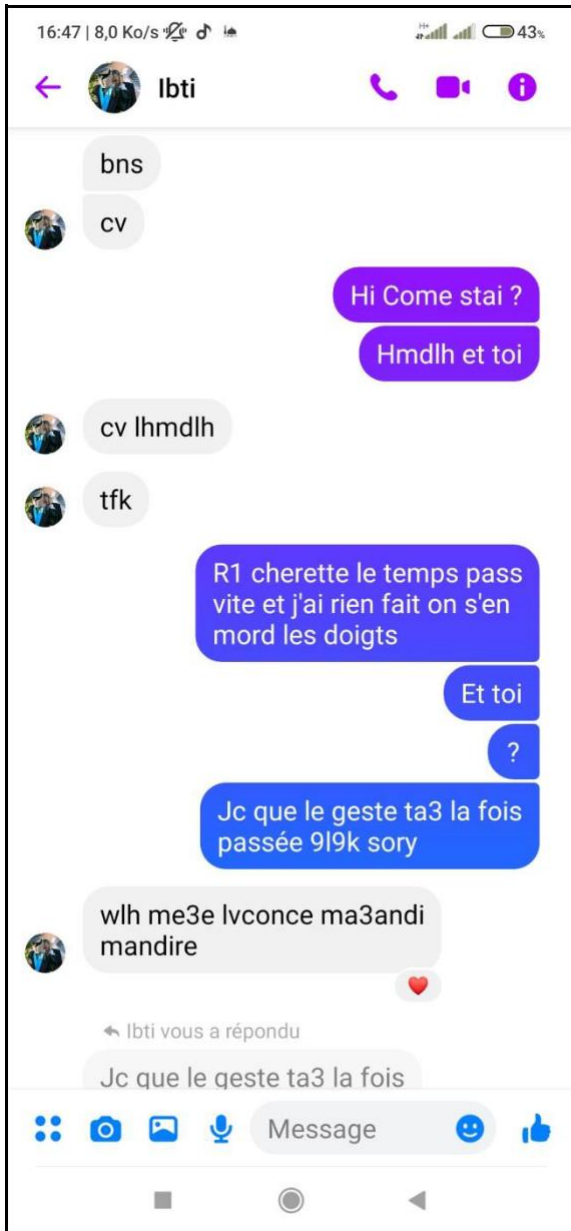 16:47 | 8,0 Ko/s
H+
43%
Ibti
bns
cv
Hi Come stai ?
Hmdlh et toi
cv lhmdlh
tfk
R1 cherette le temps pass
vite et j'ai rien fait on s'en
mord les doigts
Et toi
?
Jc que le geste ta3 la fois
passée 9l9k sory
wlh me3e lvconce ma3andi
mandire
Ibti vous a répondu
Jc que le geste ta3 la fois
Message